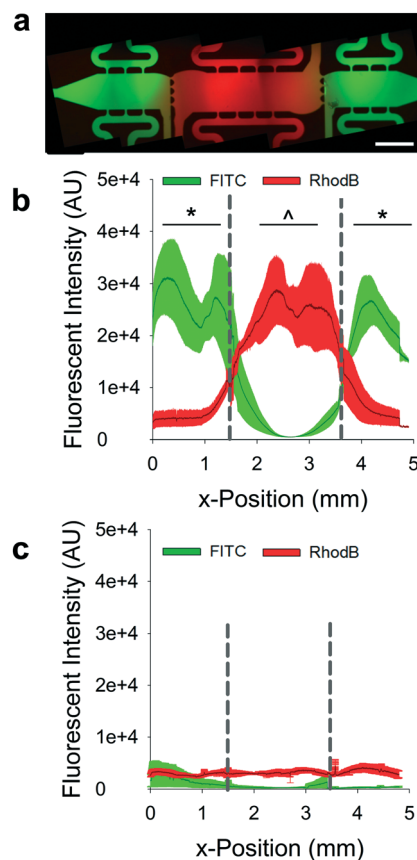 a
b
FITC RhodB
Fluorescent Intensity (AU)
5e+4
4e+4
3e+4
2e+4
1e+4
0
* ^ *
0 1 2 3 4 5
x-Position (mm)
c
FITC RhodB
Fluorescent Intensity (AU)
5e+4
4e+4
3e+4
2e+4
1e+4
0
0 1 2 3 4 5
x-Position (mm)